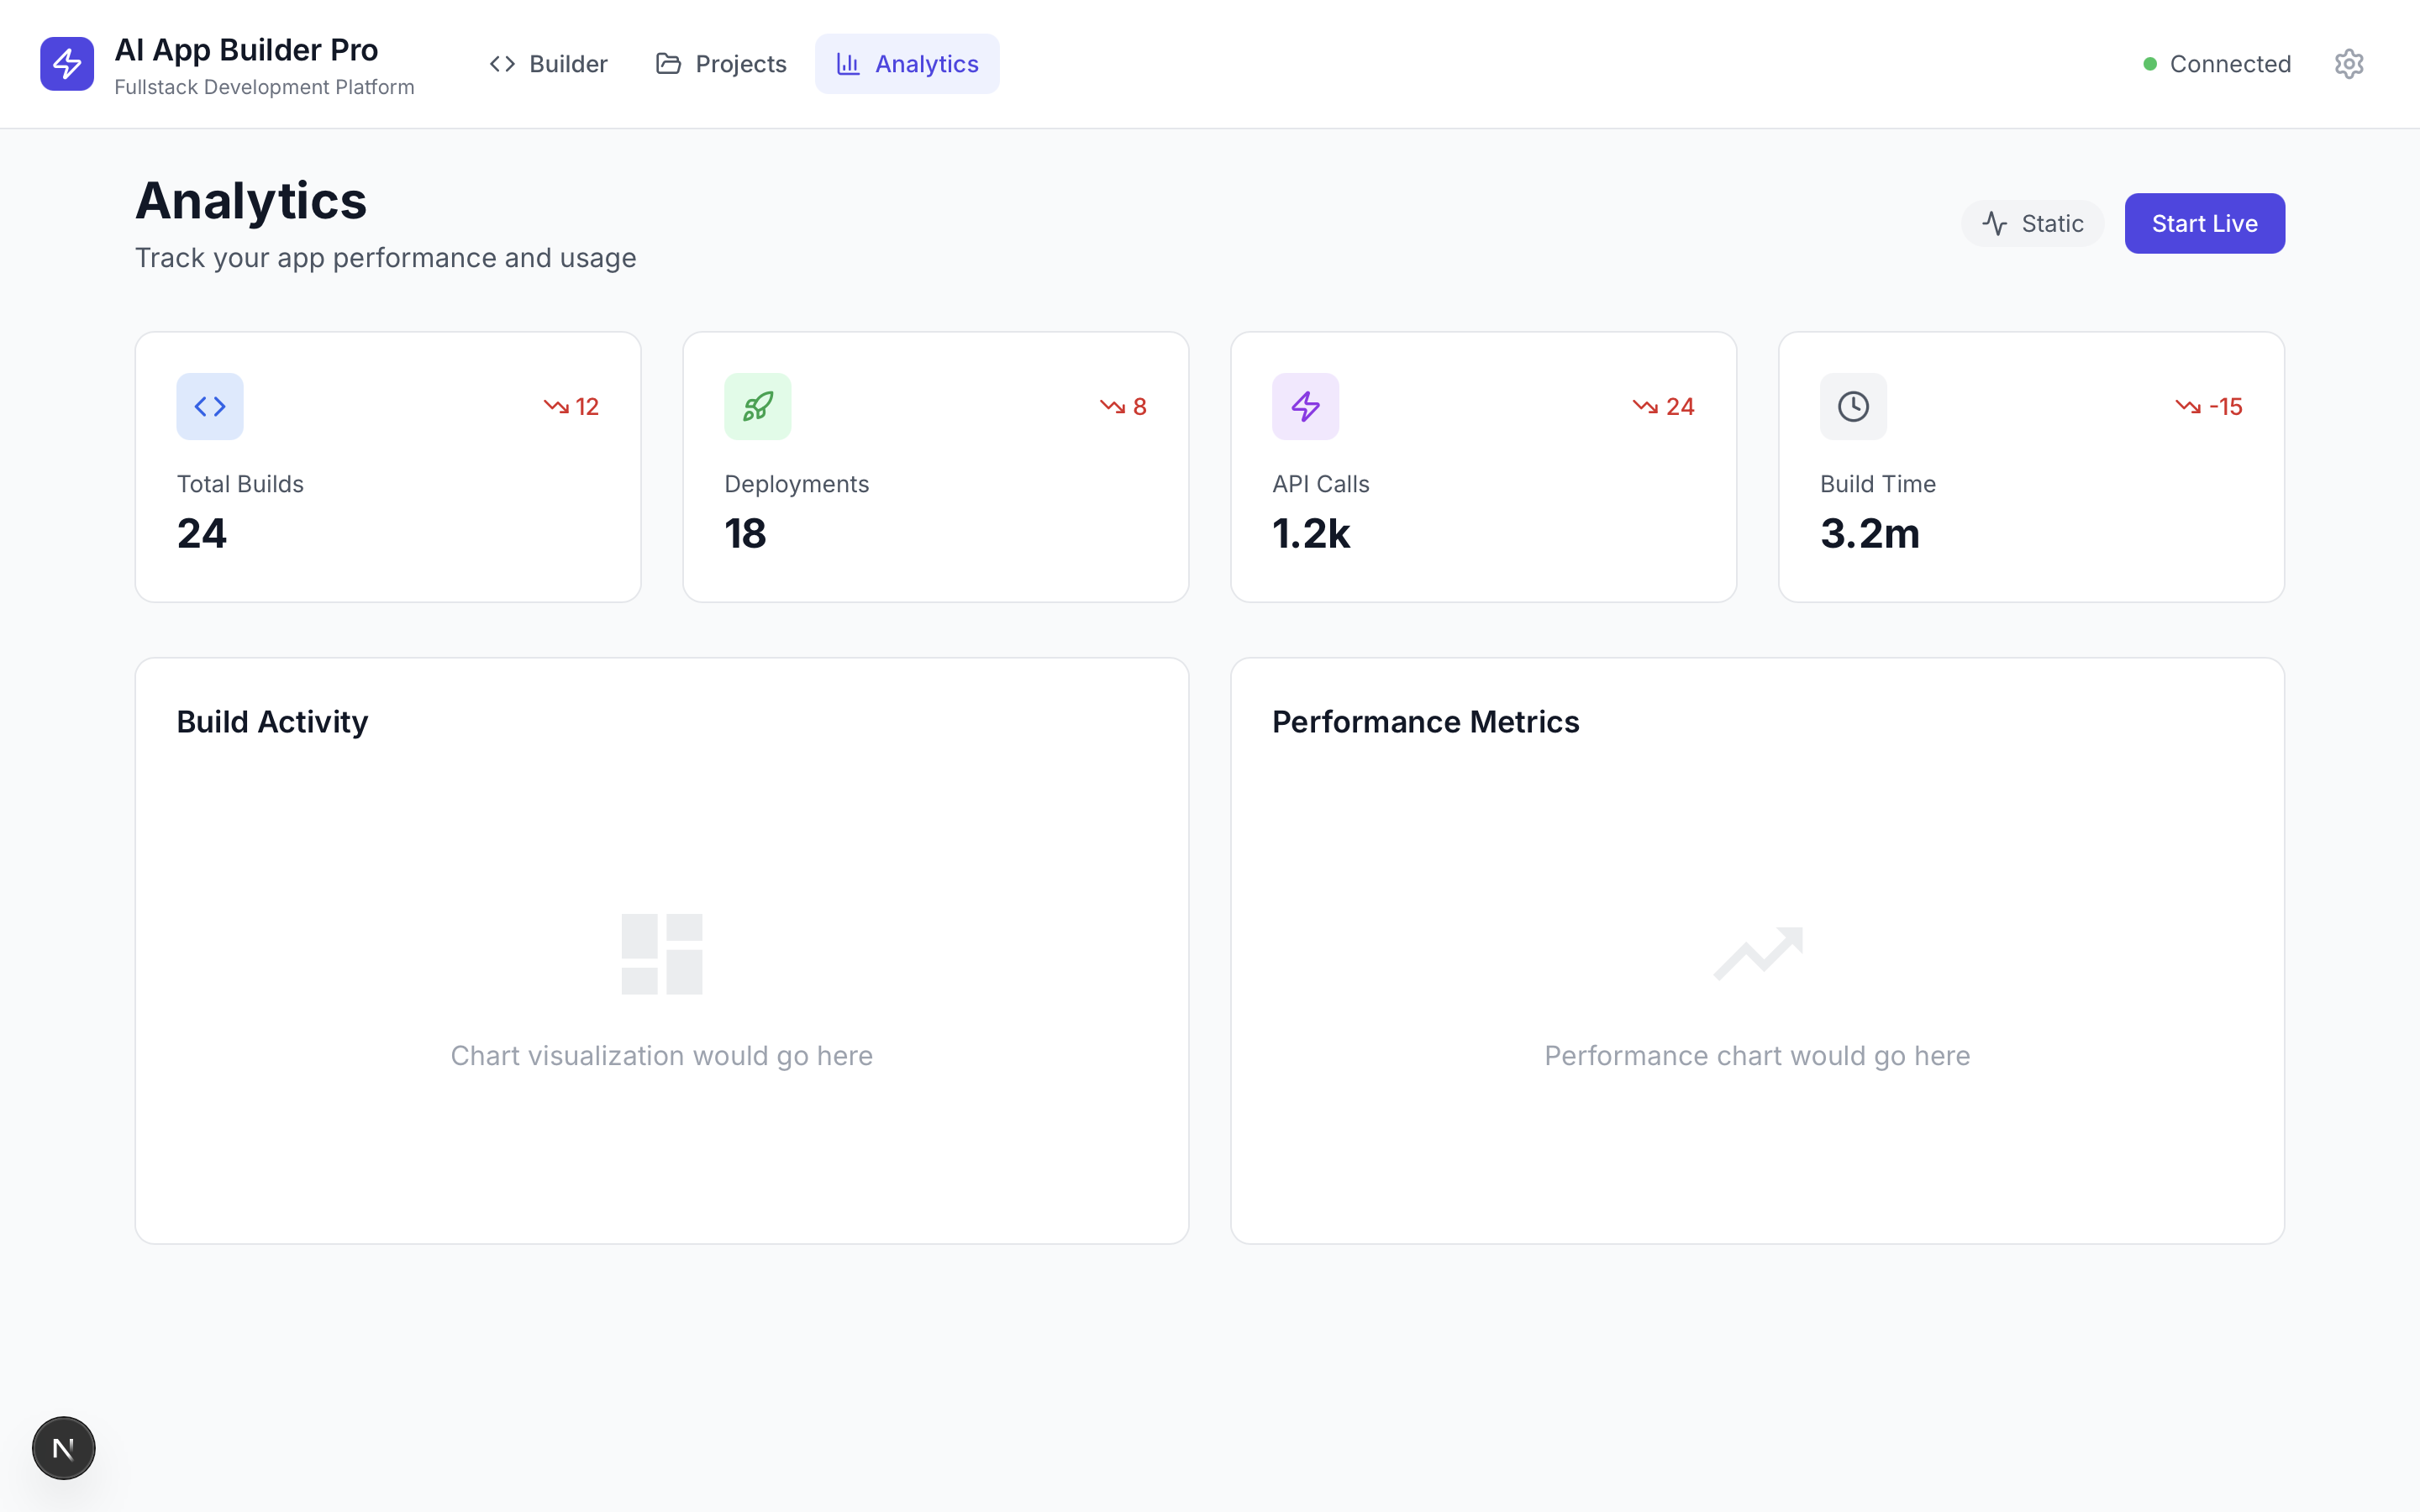 AI App Builder Pro
Fullstack Development Platform
Builder
Projects
Analytics
Connected
Analytics
Track your app performance and usage
Static
Start Live
12
Total Builds
24
8
Deployments
18
24
API Calls
1.2k
-15
Build Time
3.2m
Build Activity
Chart visualization would go here
Performance Metrics
Performance chart would go here
N